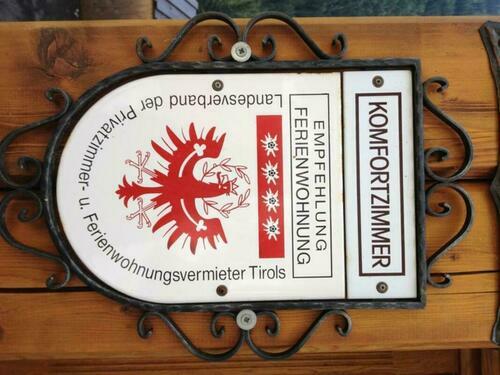 Landesverband der Privatzimmer- u. Ferienwohnungsvermieter Tirols
EMPFEHLUNG
FERIENWOHNUNG
KOMFORTZIMMER